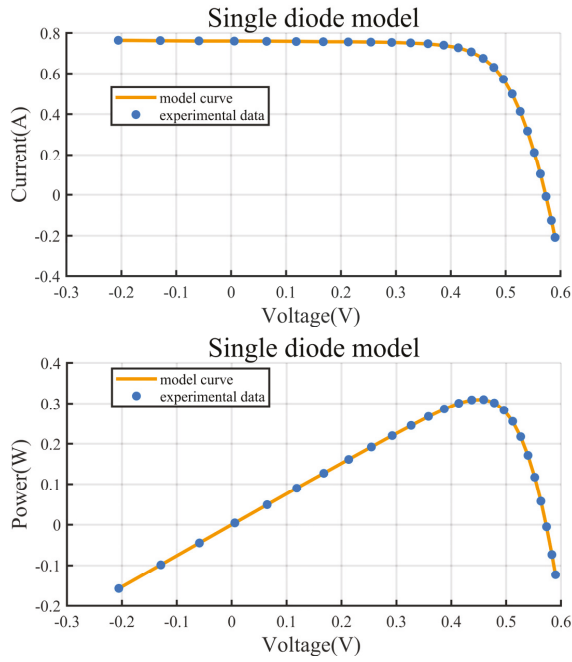 Single diode model
0.8
0.6
0.4
0.2
0
-0.2
-0.4
Current(A)
model curve
experimental data
-0.3 -0.2 -0.1 0 0.1 0.2 0.3 0.4 0.5 0.6
Voltage(V)
Single diode model
0.4
0.3
0.2
0.1
0
-0.1
-0.2
Power(W)
model curve
experimental data
-0.3 -0.2 -0.1 0 0.1 0.2 0.3 0.4 0.5 0.6
Voltage(V)